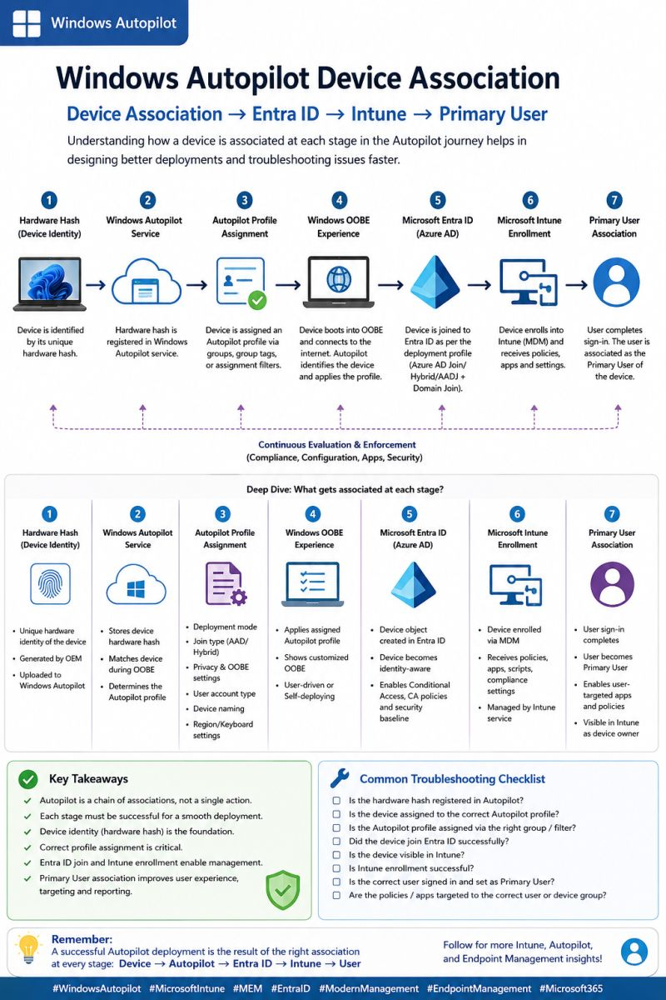 Windows Autopilot
Windows Autopilot Device Association
Device Association → Entra ID → Intune → Primary User
Understanding how a device is associated at each stage in the Autopilot journey helps in
designing better deployments and troubleshooting issues faster.
1
Hardware Hash
(Device Identity)
Device is identified
by its unique
hardware hash.
2
Windows Autopilot
Service
Hardware hash is
registered in Windows
Autopilot service.
3
Autopilot Profile
Assignment
Device is assigned an
Autopilot profile via
groups, group tags,
or assignment filters.
4
Windows OOBE
Experience
Device boots into OOBE
and connects to the
internet. Autopilot
identifies the device
and applies the profile.
5
Microsoft Entra ID
(Azure AD)
Device is joined to
Entra ID as per the
deployment profile
(Azure AD Join/
Hybrid/AADJ +
Domain Join).
6
Microsoft Intune
Enrollment
Device enrolls into
Intune (MDM) and
receives policies,
apps and settings.
7
Primary User
Association
User completes
sign-in. The user is
associated as the
Primary User of
the device.
Continuous Evaluation & Enforcement
(Compliance, Configuration, Apps, Security)
Deep Dive: What gets associated at each stage?
1
Hardware Hash
(Device Identity)
• Unique hardware
identity of the device
• Generated by OEM
• Uploaded to
Windows Autopilot
2
Windows Autopilot
Service
• Stores device
hardware hash
• Matches device
during OOBE
• Determines the
Autopilot profile
3
Autopilot Profile
Assignment
• Deployment mode
• Join type (AAD/
Hybrid)
• Privacy & OOBE
settings
• User account type
• Device naming
• Region/Keyboard
settings
4
Windows OOBE
Experience
• Applies assigned
Autopilot profile
• Shows customized
OOBE
• User-driven or
Self-deploying
5
Microsoft Entra ID
(Azure AD)
• Device object
created in Entra ID
• Device becomes
identity-aware
• Enables Conditional
Access, CA policies
and security
baseline
6
Microsoft Intune
Enrollment
• Device enrolled
via MDM
• Receives policies,
apps, scripts,
compliance
settings
• Managed by Intune
service
7
Primary User
Association
• User sign-in
completes
• User becomes
Primary User
• Enables user-
targeted apps
and policies
• Visible in Intune
as device owner
Key Takeaways
Autopilot is a chain of associations, not a single action.
Each stage must be successful for a smooth deployment.
Device identity (hardware hash) is the foundation.
Correct profile assignment is critical.
Entra ID join and Intune enrollment enable management.
Primary User association improves user experience,
targeting and reporting.
Common Troubleshooting Checklist
Is the hardware hash registered in Autopilot?
Is the device assigned to the correct Autopilot profile?
Is the Autopilot profile assigned via the right group / filter?
Did the device join Entra ID successfully?
Is the device visible in Intune?
Is Intune enrollment successful?
Is the correct user signed in and set as Primary User?
Are the policies / apps targeted to the correct user or device group?
Remember:
A successful Autopilot deployment is the result of the right association
at every stage: Device → Autopilot → Entra ID → Intune → User
Follow for more Intune, Autopilot,
and Endpoint Management insights!
#WindowsAutopilot #MicrosoftIntune #MEM #EntraID #ModernManagement #EndpointManagement #Microsoft365